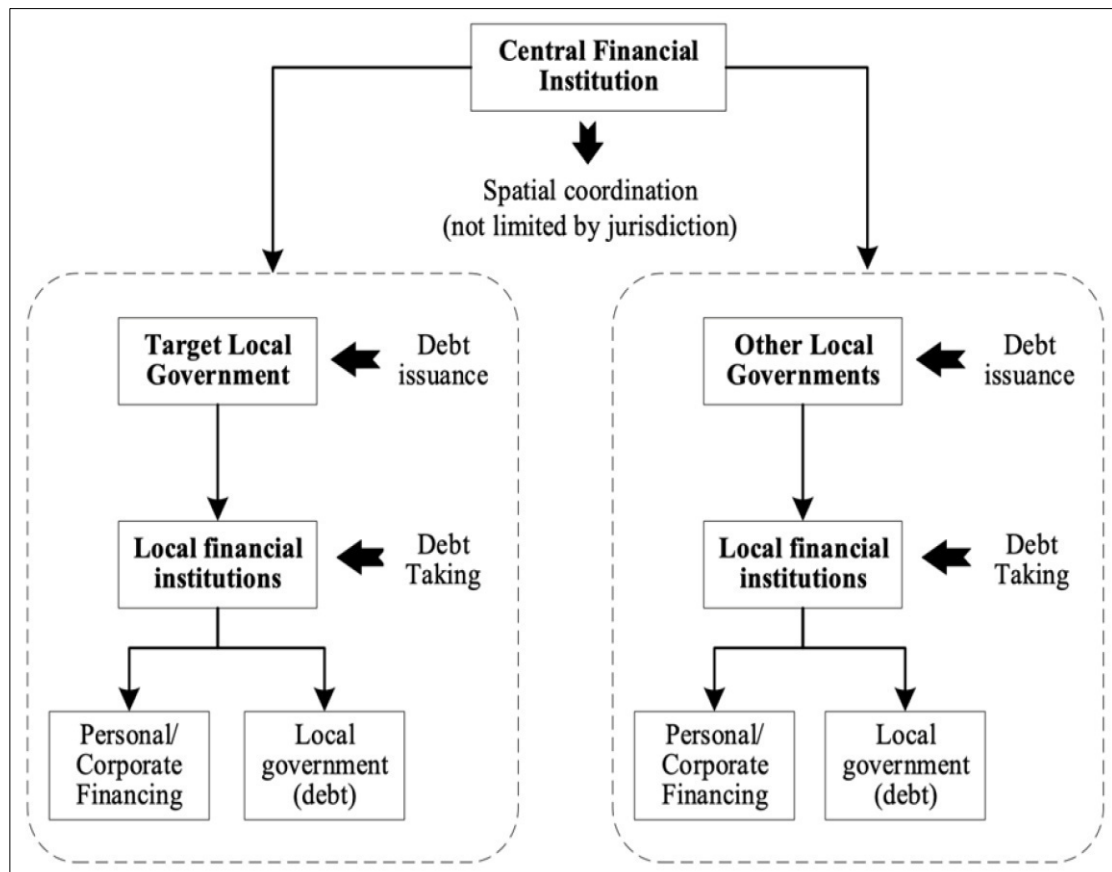 Central Financial
Institution
Spatial coordination
(not limited by jurisdiction)
Target Local
Government
Debt
issuance
Local financial
institutions
Debt
Taking
Personal/
Corporate
Financing
Local
government
(debt)
Other Local
Governments
Debt
issuance
Local financial
institutions
Debt
Taking
Personal/
Corporate
Financing
Local
government
(debt)